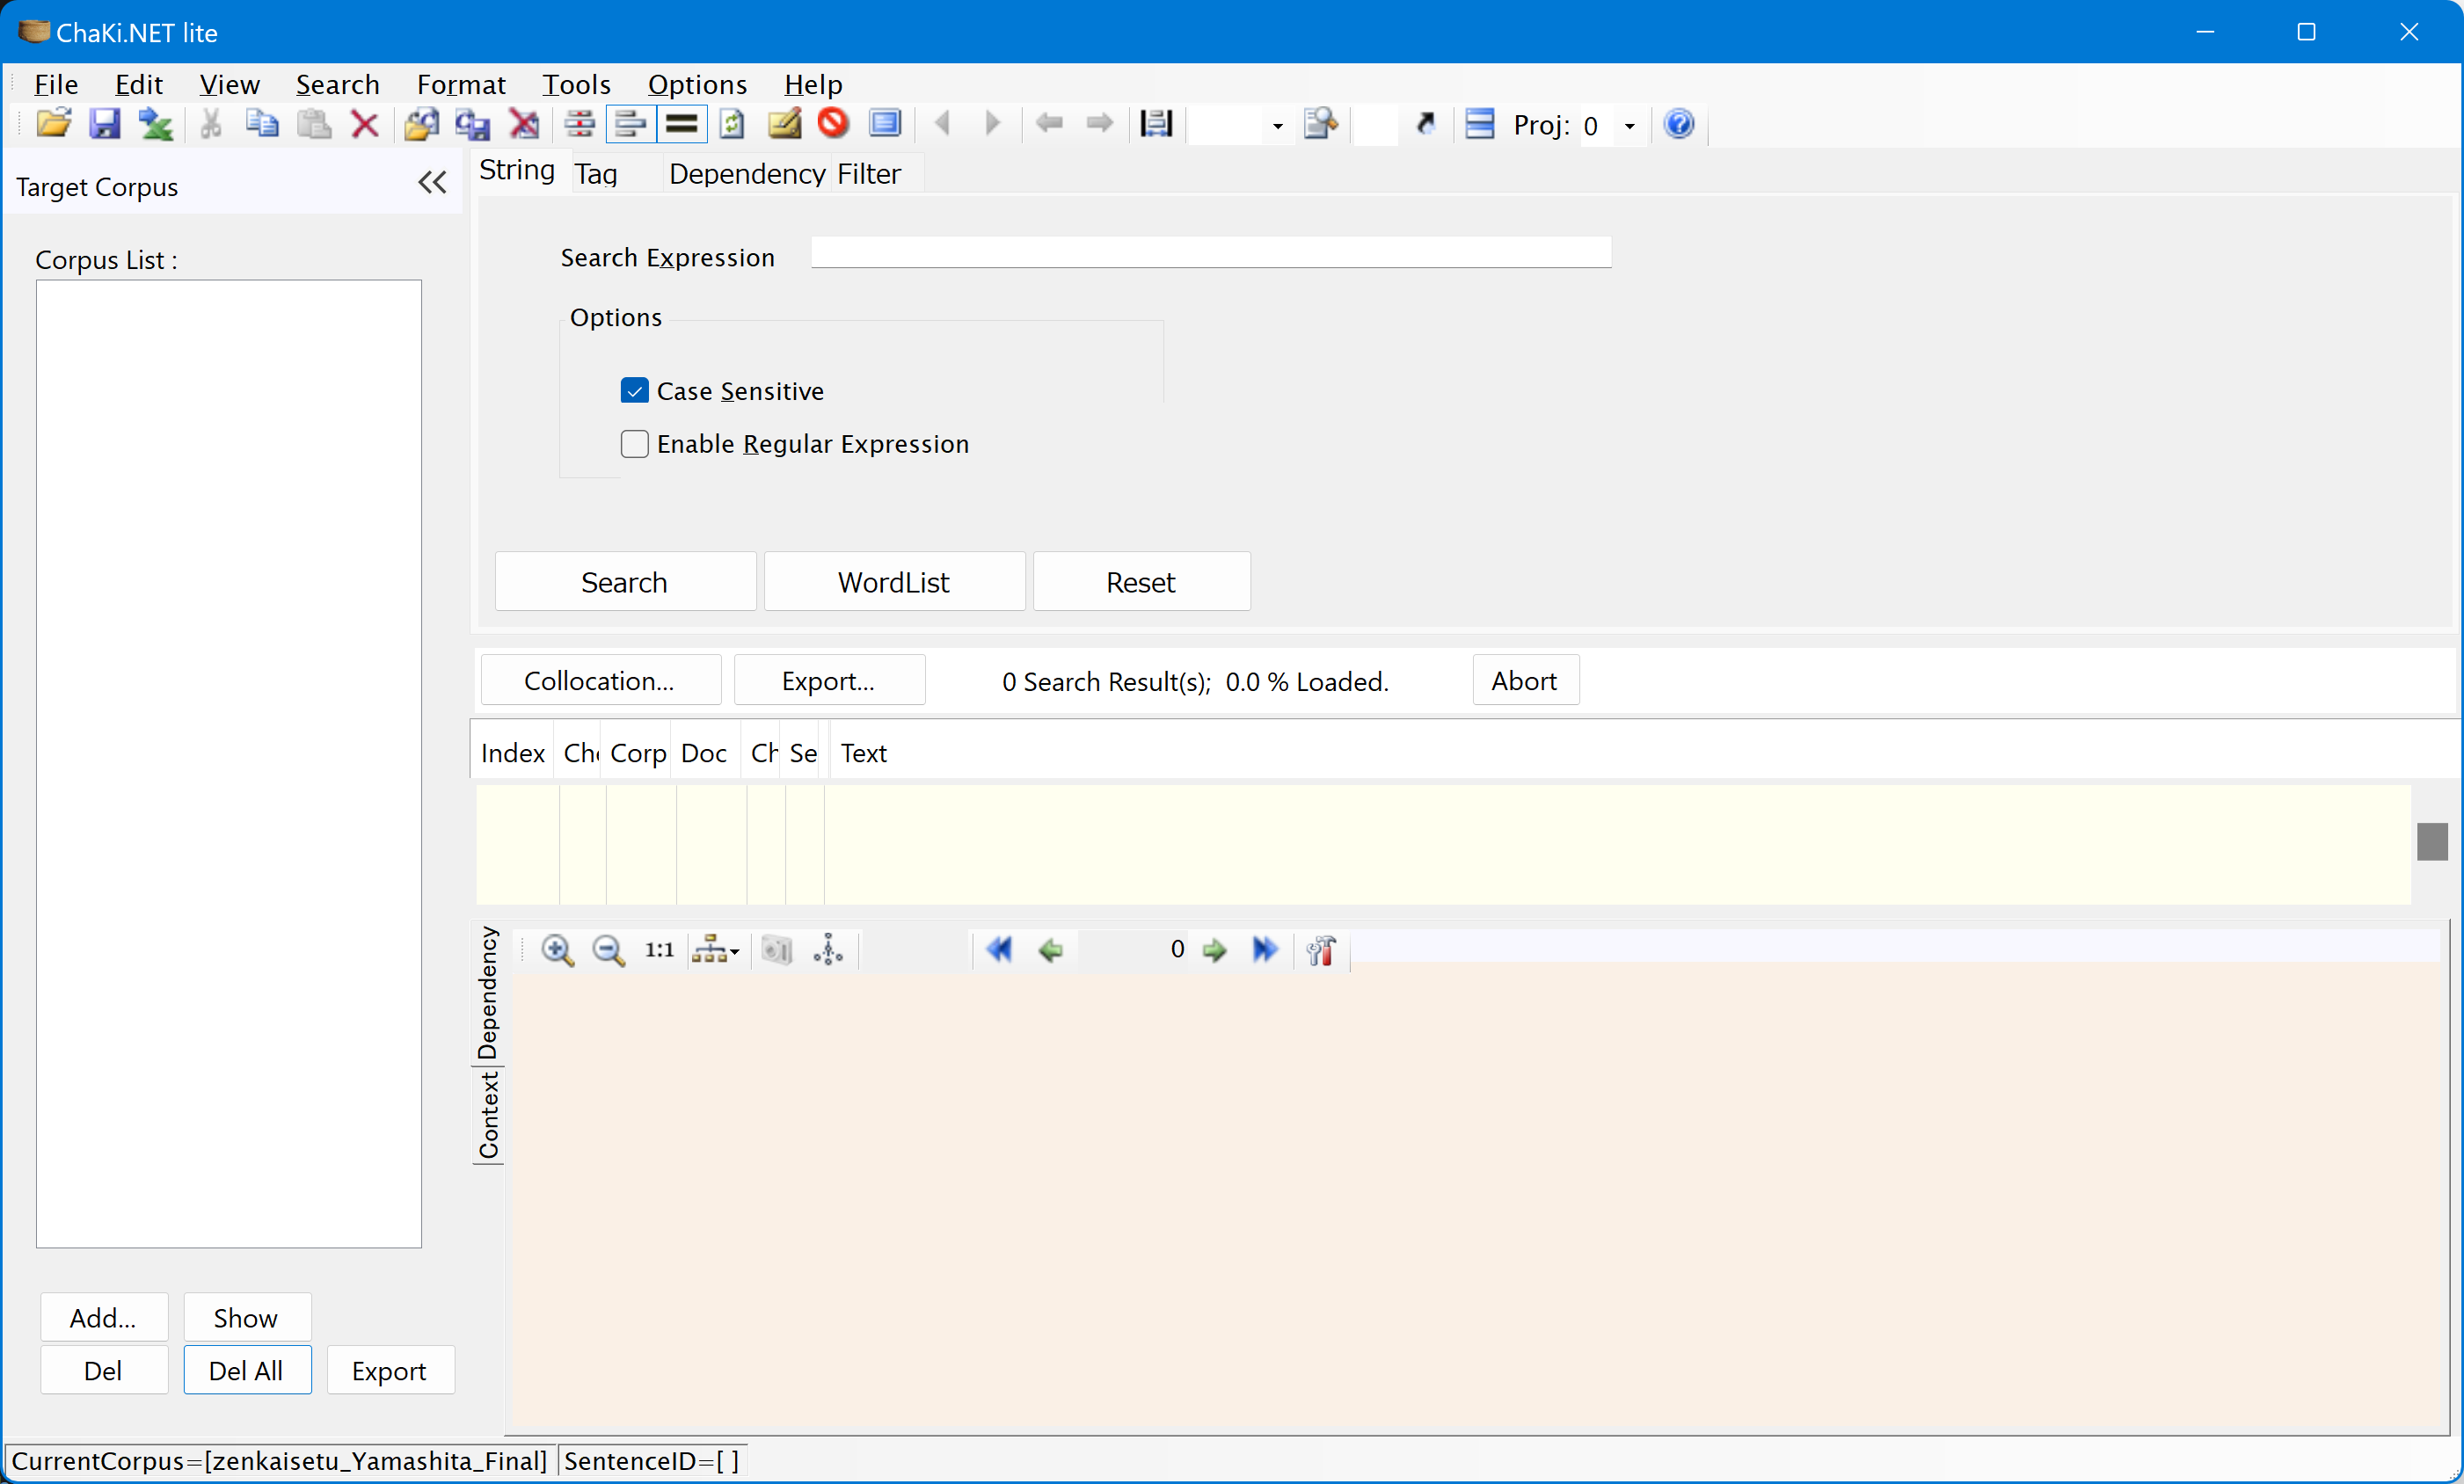 ChaKi.NET lite
File Edit View Search Format Tools Options Help
Proj: 0
Target Corpus
String Tag Dependency Filter
Corpus List :
Search Expression
Options
Case Sensitive
Enable Regular Expression
Search WordList Reset
Collocation... Export... 0 Search Result(s); 0.0 % Loaded. Abort
Index Corp Doc Se Text
Dependency
1:1
0
Context
Add... Show
Del Del All Export
CurrentCorpus=[zenkaisetu_Yamashita_Final] SentenceID=[ ]